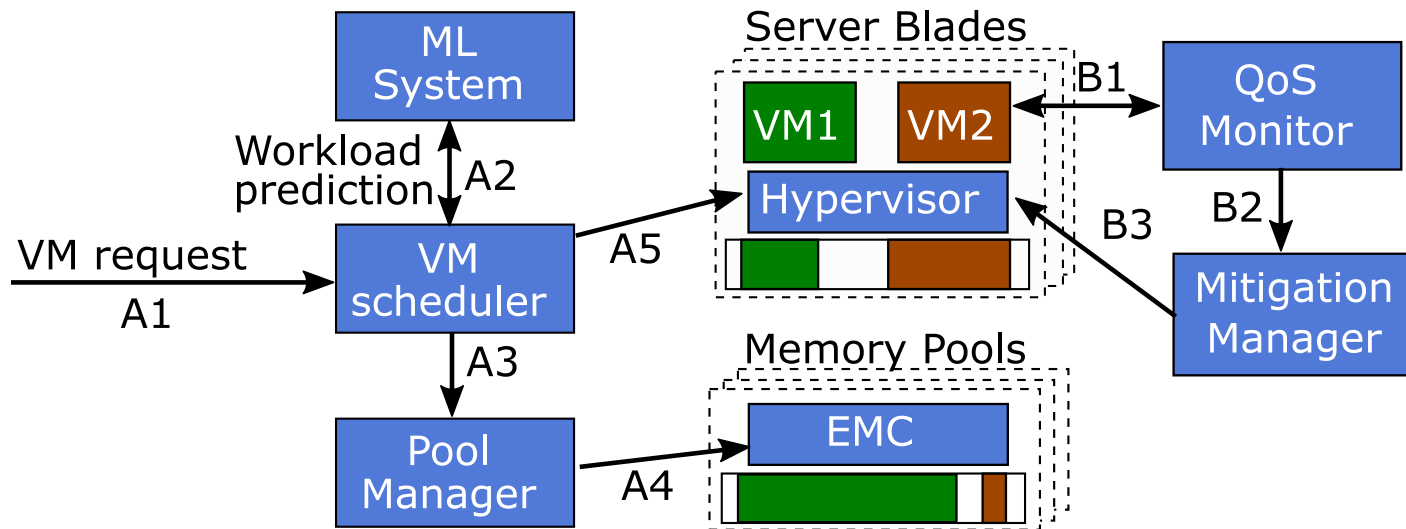 ML
System
Workload
prediction
A2
VM request
A1
VM
scheduler
A3
Pool
Manager
A5
A4
Server Blades
VM1
VM2
Hypervisor
Memory Pools
EMC
B1
QoS
Monitor
B2
B3
Mitigation
Manager